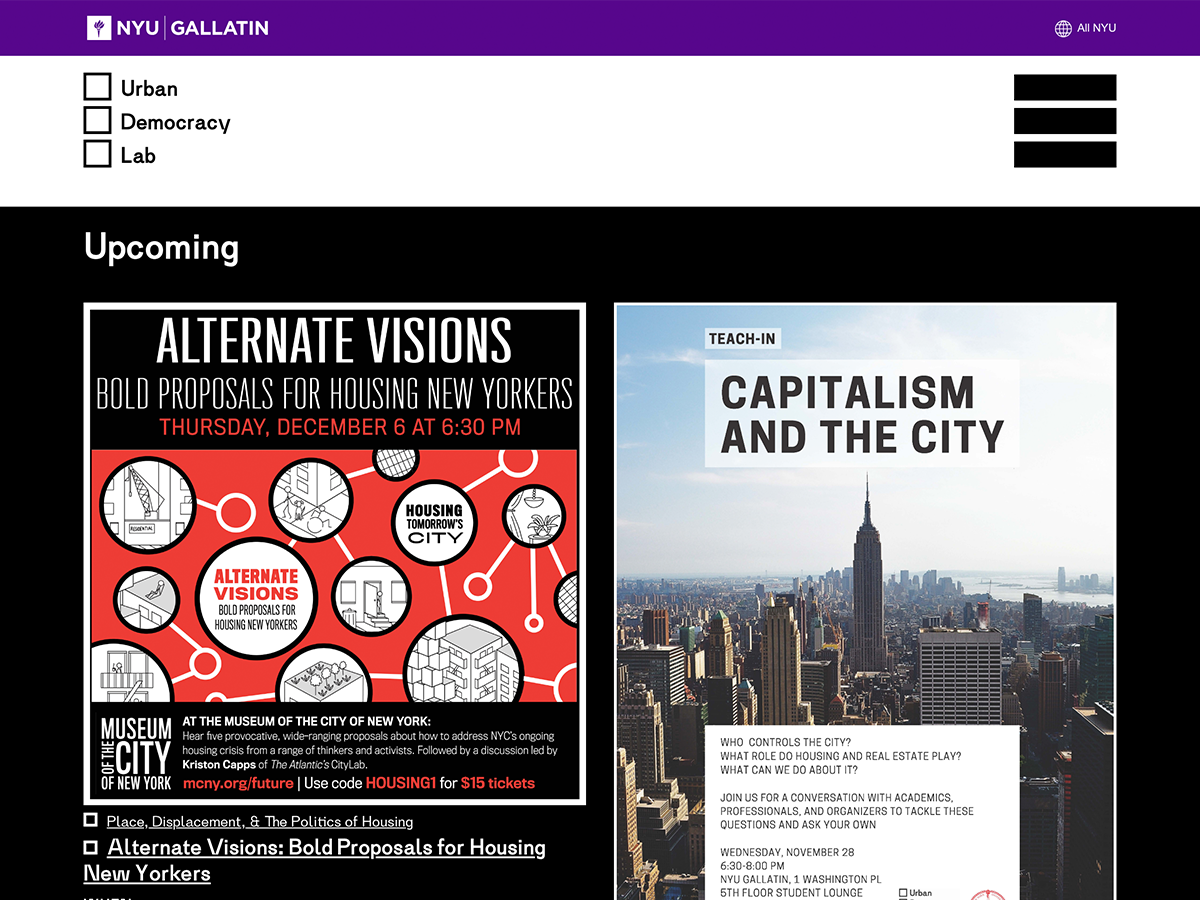 NYU GALLATIN
All NYU
Urban
Democracy
Lab
Upcoming
ALTERNATE VISIONS
BOLD PROPOSALS FOR HOUSING NEW YORKERS
THURSDAY, DECEMBER 6 AT 6:30 PM
RESIDENTIAL
HOUSING
TOMORROW'S
CITY
ALTERNATE
VISIONS
BOLD PROPOSALS FOR
HOUSING NEW YORKERS
MUSEUM
OF THE
CITY
OF NEW YORK
AT THE MUSEUM OF THE CITY OF NEW YORK:
Hear five provocative, wide-ranging proposals about how to address NYC's ongoing
housing crisis from a range of thinkers and activists. Followed by a discussion led by
Kriston Capps of The Atlantic's CityLab.
mcny.org/future | Use code HOUSING1 for $15 tickets
Place, Displacement, & The Politics of Housing
Alternate Visions: Bold Proposals for Housing
New Yorkers
TEACH-IN
CAPITALISM
AND THE CITY
WHO CONTROLS THE CITY?
WHAT ROLE DO HOUSING AND REAL ESTATE PLAY?
WHAT CAN WE DO ABOUT IT?
JOIN US FOR A CONVERSATION WITH ACADEMICS,
PROFESSIONALS, AND ORGANIZERS TO TACKLE THESE
QUESTIONS AND ASK YOUR OWN
WEDNESDAY, NOVEMBER 28
6:30-8:00 PM
NYU GALLATIN, 1 WASHINGTON PL
5TH FLOOR STUDENT LOUNGE
Urban